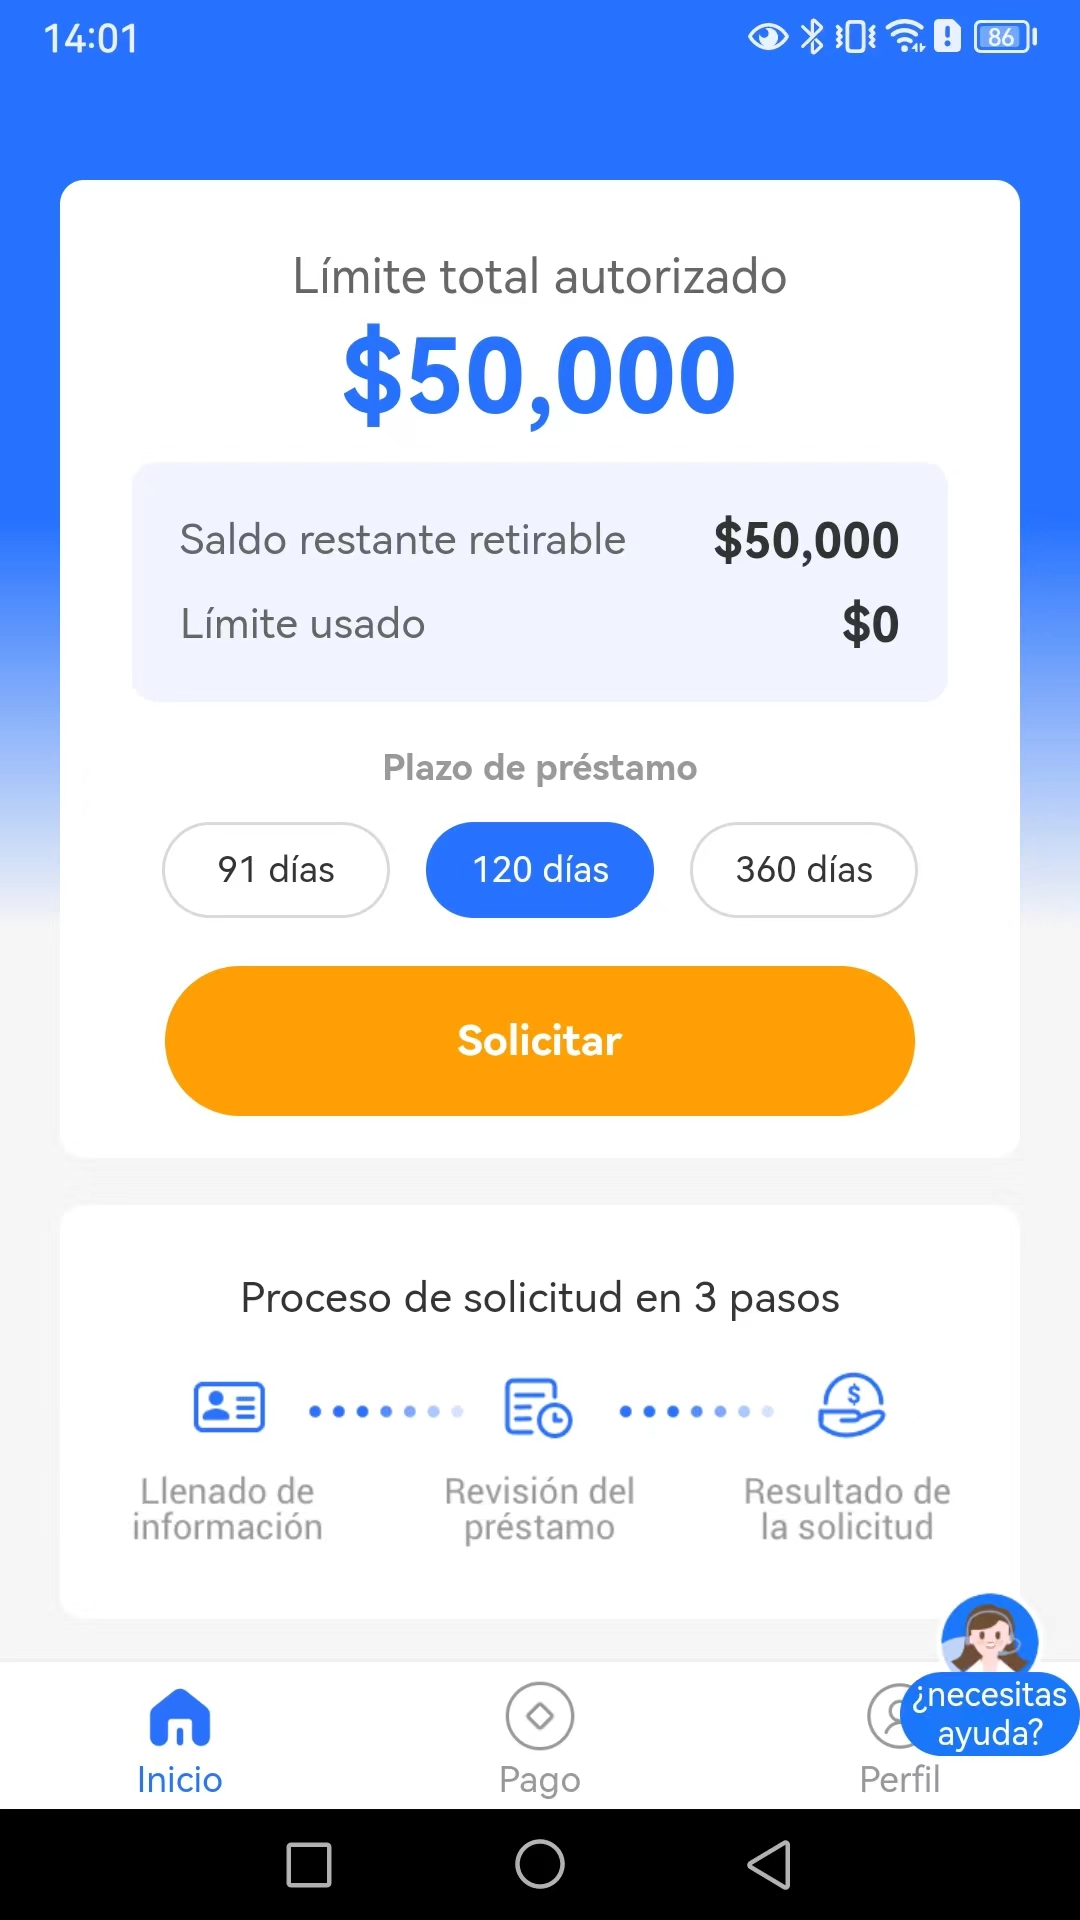 14:01
86
Límite total autorizado
$50,000
Saldo restante retirable $50,000
Límite usado $0
Plazo de préstamo
91 días 120 días 360 días
Solicitar
Proceso de solicitud en 3 pasos
Llenado de información
Revisión del préstamo
Resultado de la solicitud
¿necesitas
ayuda?
Inicio Pago Perfil